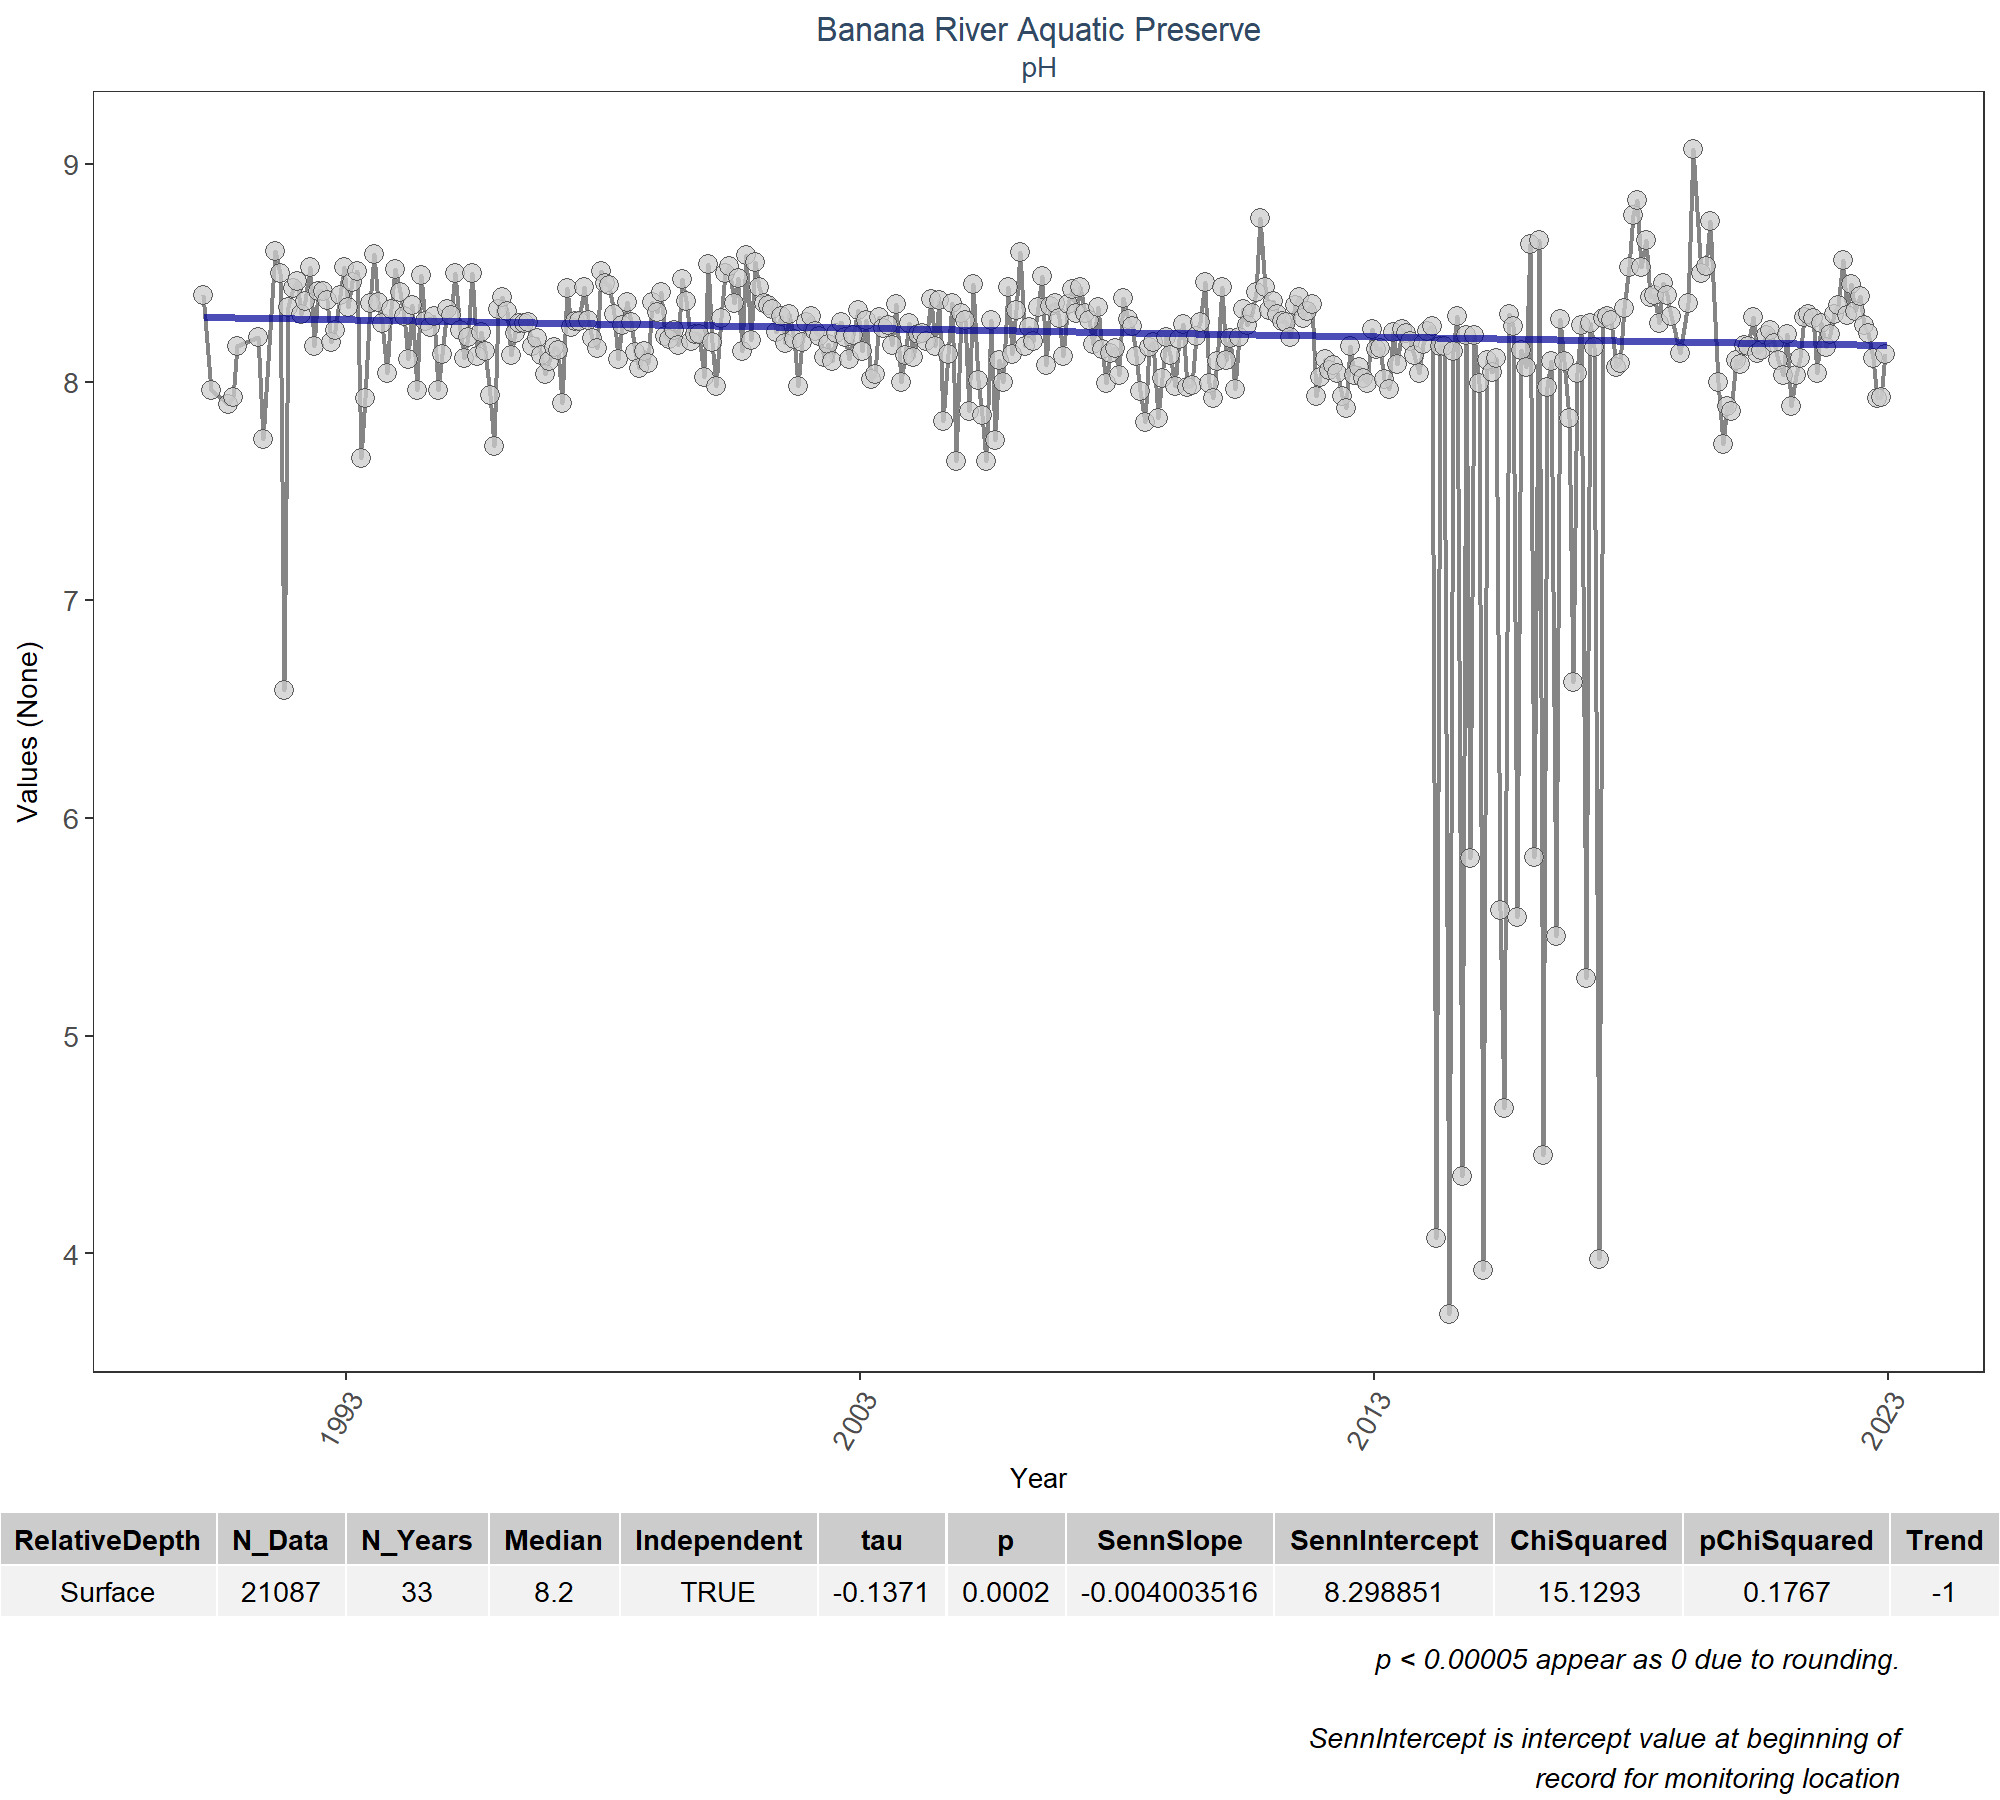 Banana River Aquatic Preserve
pH
9
8
7
6
5
4
Values (None)
1993
2003
2013
2023
Year
RelativeDepth N_Data N_Years Median Independent tau p SennSlope SennIntercept ChiSquared pChiSquared Trend
Surface 21087 33 8.2 TRUE -0.1371 0.0002 -0.004003516 8.298851 15.1293 0.1767 -1
p < 0.00005 appear as 0 due to rounding.
SennIntercept is intercept value at beginning of
record for monitoring location